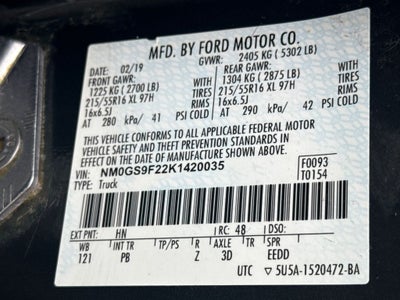 MFD. BY FORD MOTOR CO.
DATE: 02/19 GVWR: 2405 KG ( 5302 LB)
FRONT GAWR: REAR GAWR:
1225 KG ( 2700 LB) WITH 1304 KG ( 2875 LB) WITH
215/55R16 XL 97H TIRES 215/55R16 XL 97H TIRES
16x6.5J RIMS 16x6.5J RIMS
AT 280 kPa/ 41 PSI COLD AT 290 kPa/ 42 PSI COLD
THIS VEHICLE CONFORMS TO ALL APPLICABLE FEDERAL MOTOR
VEHICLE SAFETY AND THEFT PREVENTION STANDARDS IN EFFECT
ON THE DATE OF MANUFACTURE SHOWN ABOVE.
VIN: NM0GS9F22K1420035 F0093
TYPE: Truck T0154
EXT PNT: HN RC: 48 DSO:
WB INT TR TP/PS R AXLE TR SPR
121 PB Z 3D EEDD
UTC ▽ 5U5A-1520472-BA